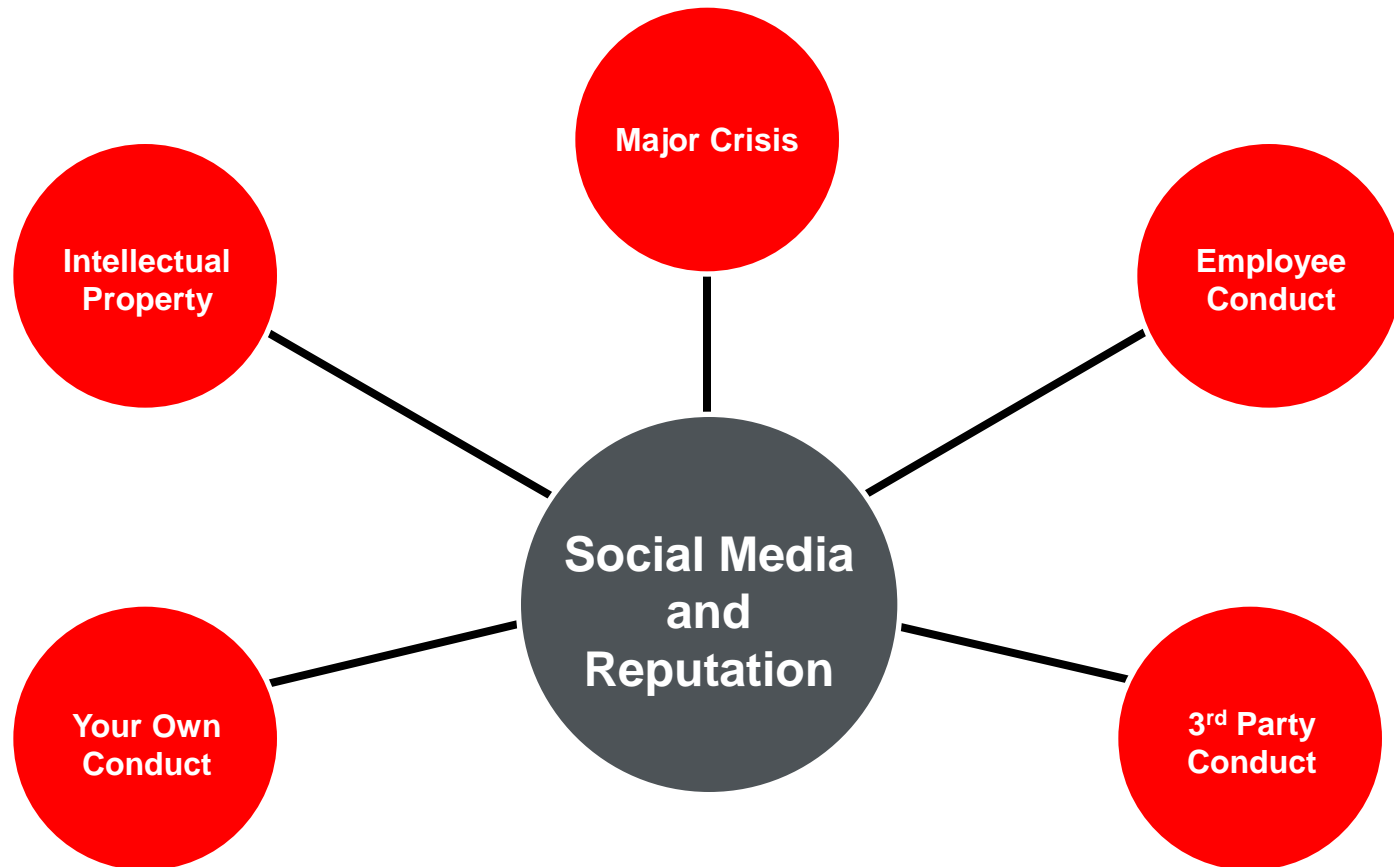 Major Crisis
Intellectual
Property
Employee
Conduct
Social Media
and
Reputation
Your Own
Conduct
3rd Party
Conduct